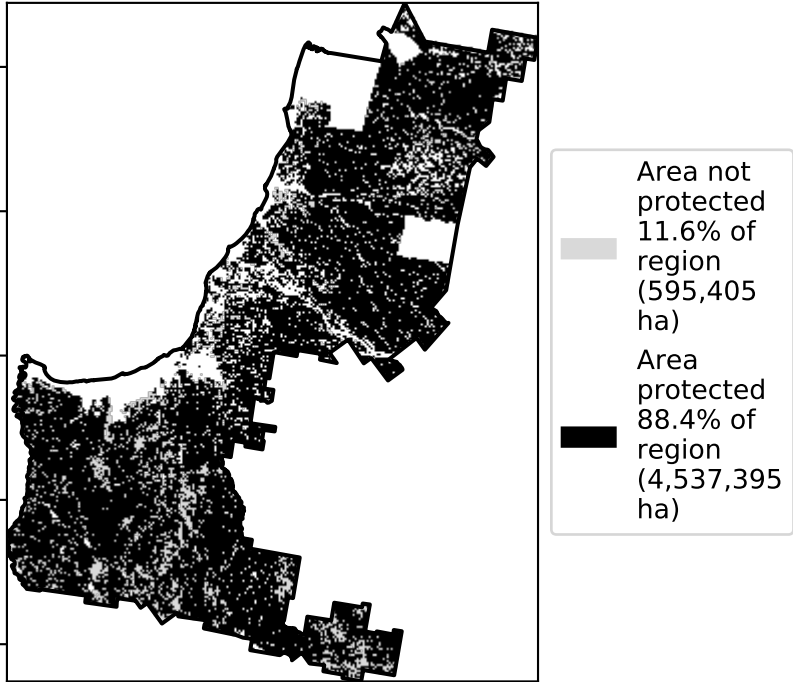 Area not
protected
11.6% of
region
(595,405
ha)
Area
protected
88.4% of
region
(4,537,395
ha)